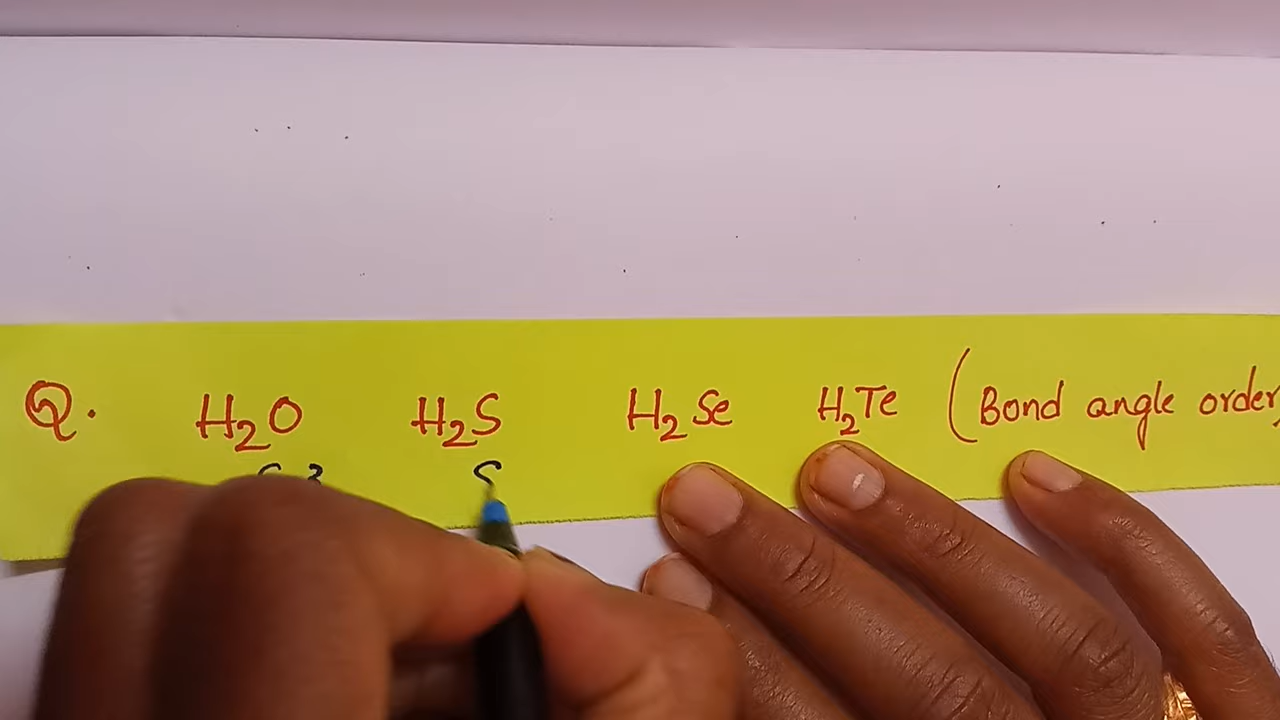 Q. H₂O H₂S H₂Se H₂Te (Bond angle order,
S